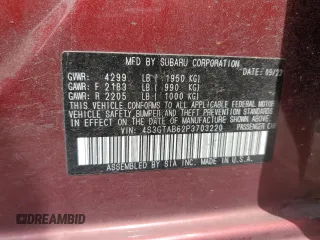 MFD BY SUBARU CORPORATION
DATE: 09/22
GVWR: 4299 LB ( 1950 KG)
GAWR: F 2183 LB ( 990 KG)
GAWR: R 2205 LB ( 1000 KG)
THIS VEHICLE CONFORMS TO ALL APPLICABLE FEDERAL MOTOR
VEHICLE SAFETY, BUMPER, AND THEFT PREVENTION STANDARDS
IN EFFECT ON THE DATE OF MANUFACTURE SHOWN ABOVE.
VIN: 4S3GTAB62P3703220 PASSENGER CAR
ASSEMBLED BY SIA, INC. MADE IN U.S.A.
DREAMBID